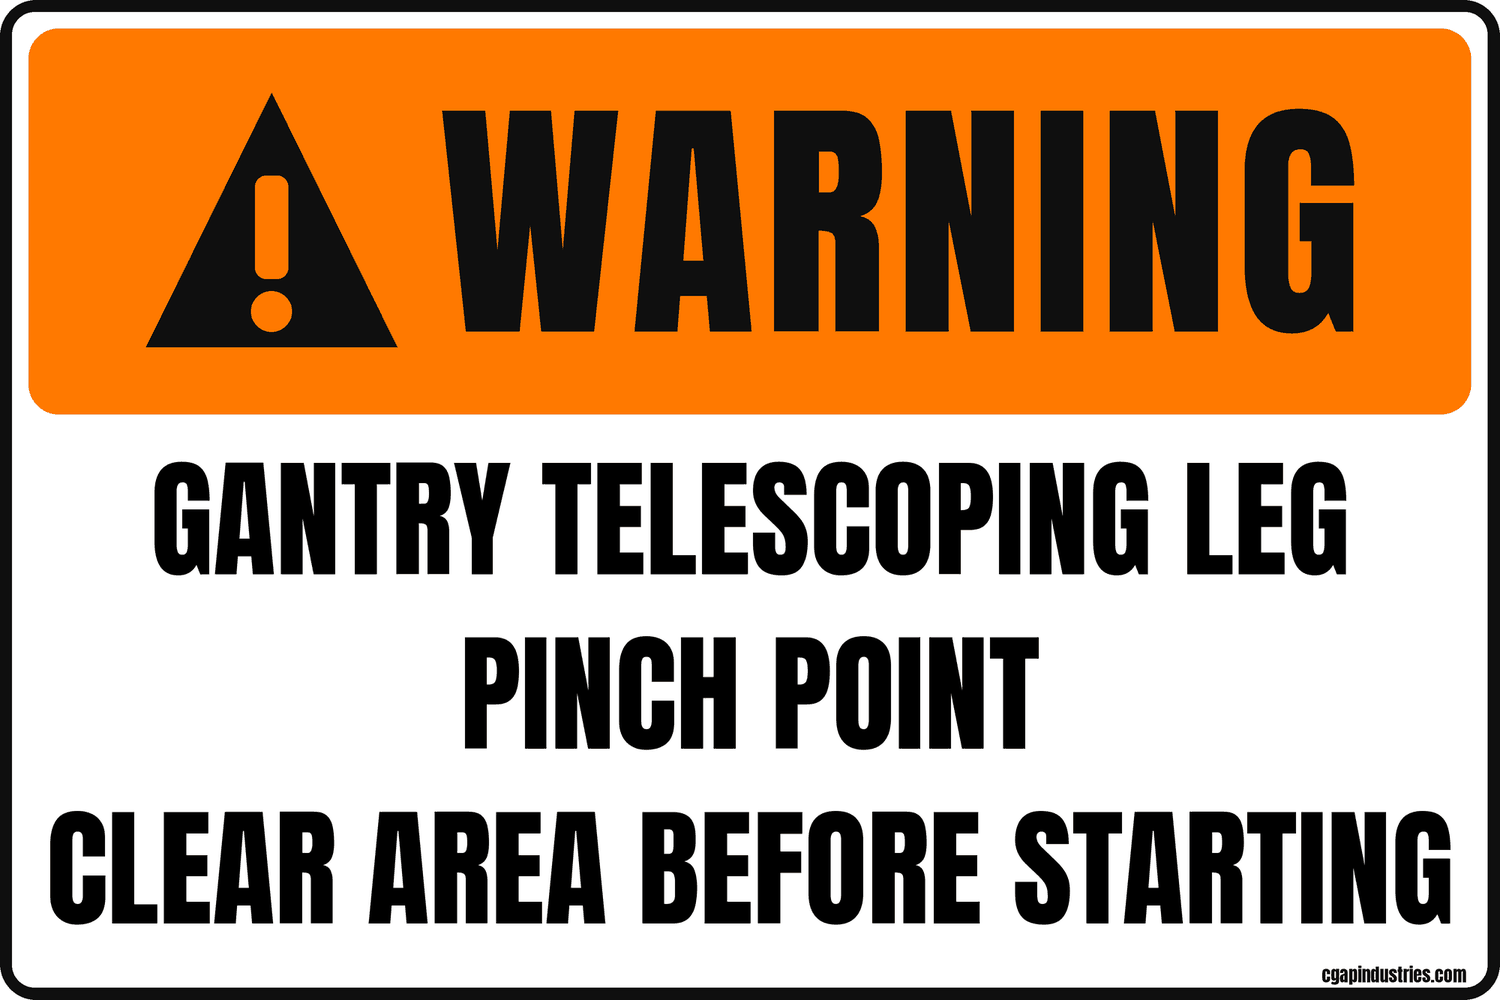 WARNING
GANTRY TELESCOPING LEG
PINCH POINT
CLEAR AREA BEFORE STARTING
cgapindustries.com